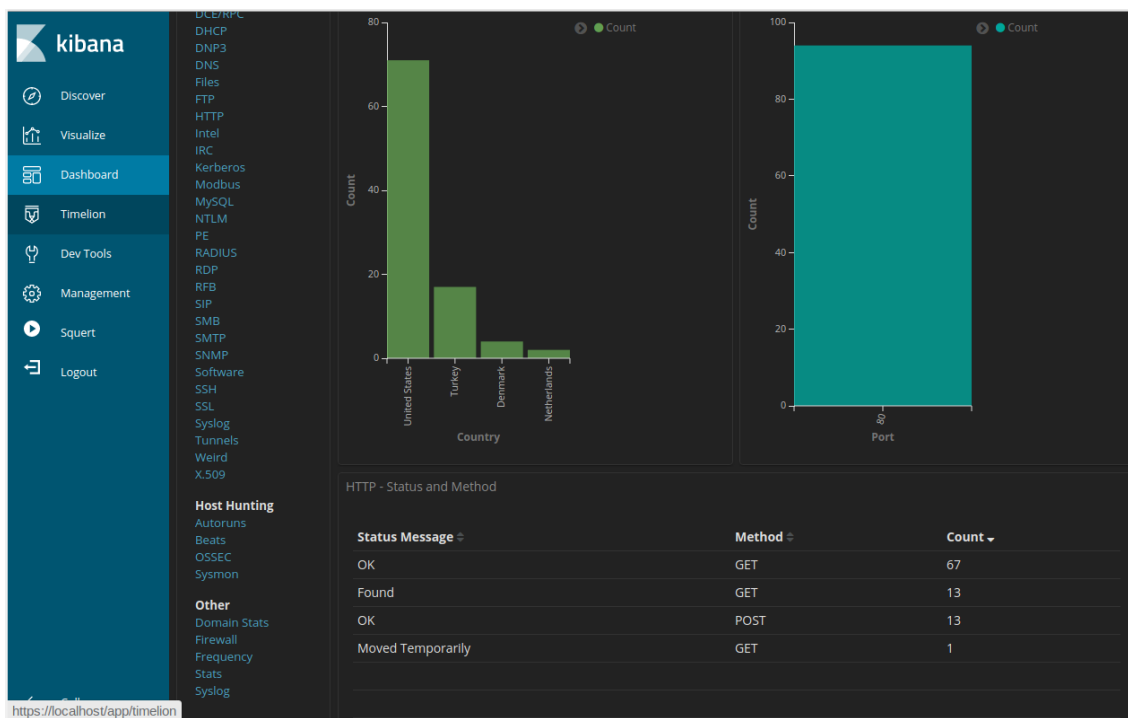 kibana
Discover
Visualize
Dashboard
Timelion
Dev Tools
Management
Squert
Logout
https://localhost/app/timelion
DCE/RPC
DHCP
DNP3
DNS
Files
FTP
HTTP
Intel
IRC
Kerberos
Modbus
MySQL
NTLM
PE
RADIUS
RDP
RFB
SIP
SMB
SMTP
SNMP
Software
SSH
SSL
Syslog
Tunnels
Weird
X.509
Host Hunting
Autoruns
Beats
OSSEC
Sysmon
Other
Domain Stats
Firewall
Frequency
Stats
Syslog
Count
80
60
40
20
0
Count
United States
Turkey
Denmark
Netherlands
Country
Count
100
80
60
40
20
0
Count
80
Port
HTTP - Status and Method
Status Message Method Count
OK GET 67
Found GET 13
OK POST 13
Moved Temporarily GET 1